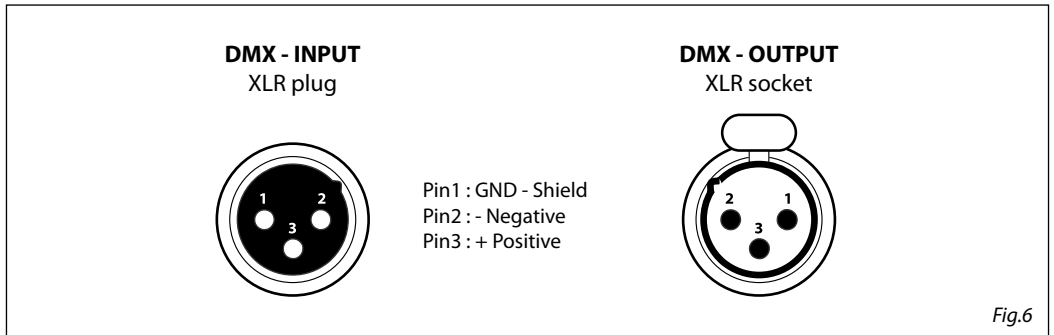 DMX - INPUT
XLR plug
1 2
3
Pin1 : GND - Shield
Pin2 : - Negative
Pin3 : + Positive
DMX - OUTPUT
XLR socket
2 1
3
Fig.6